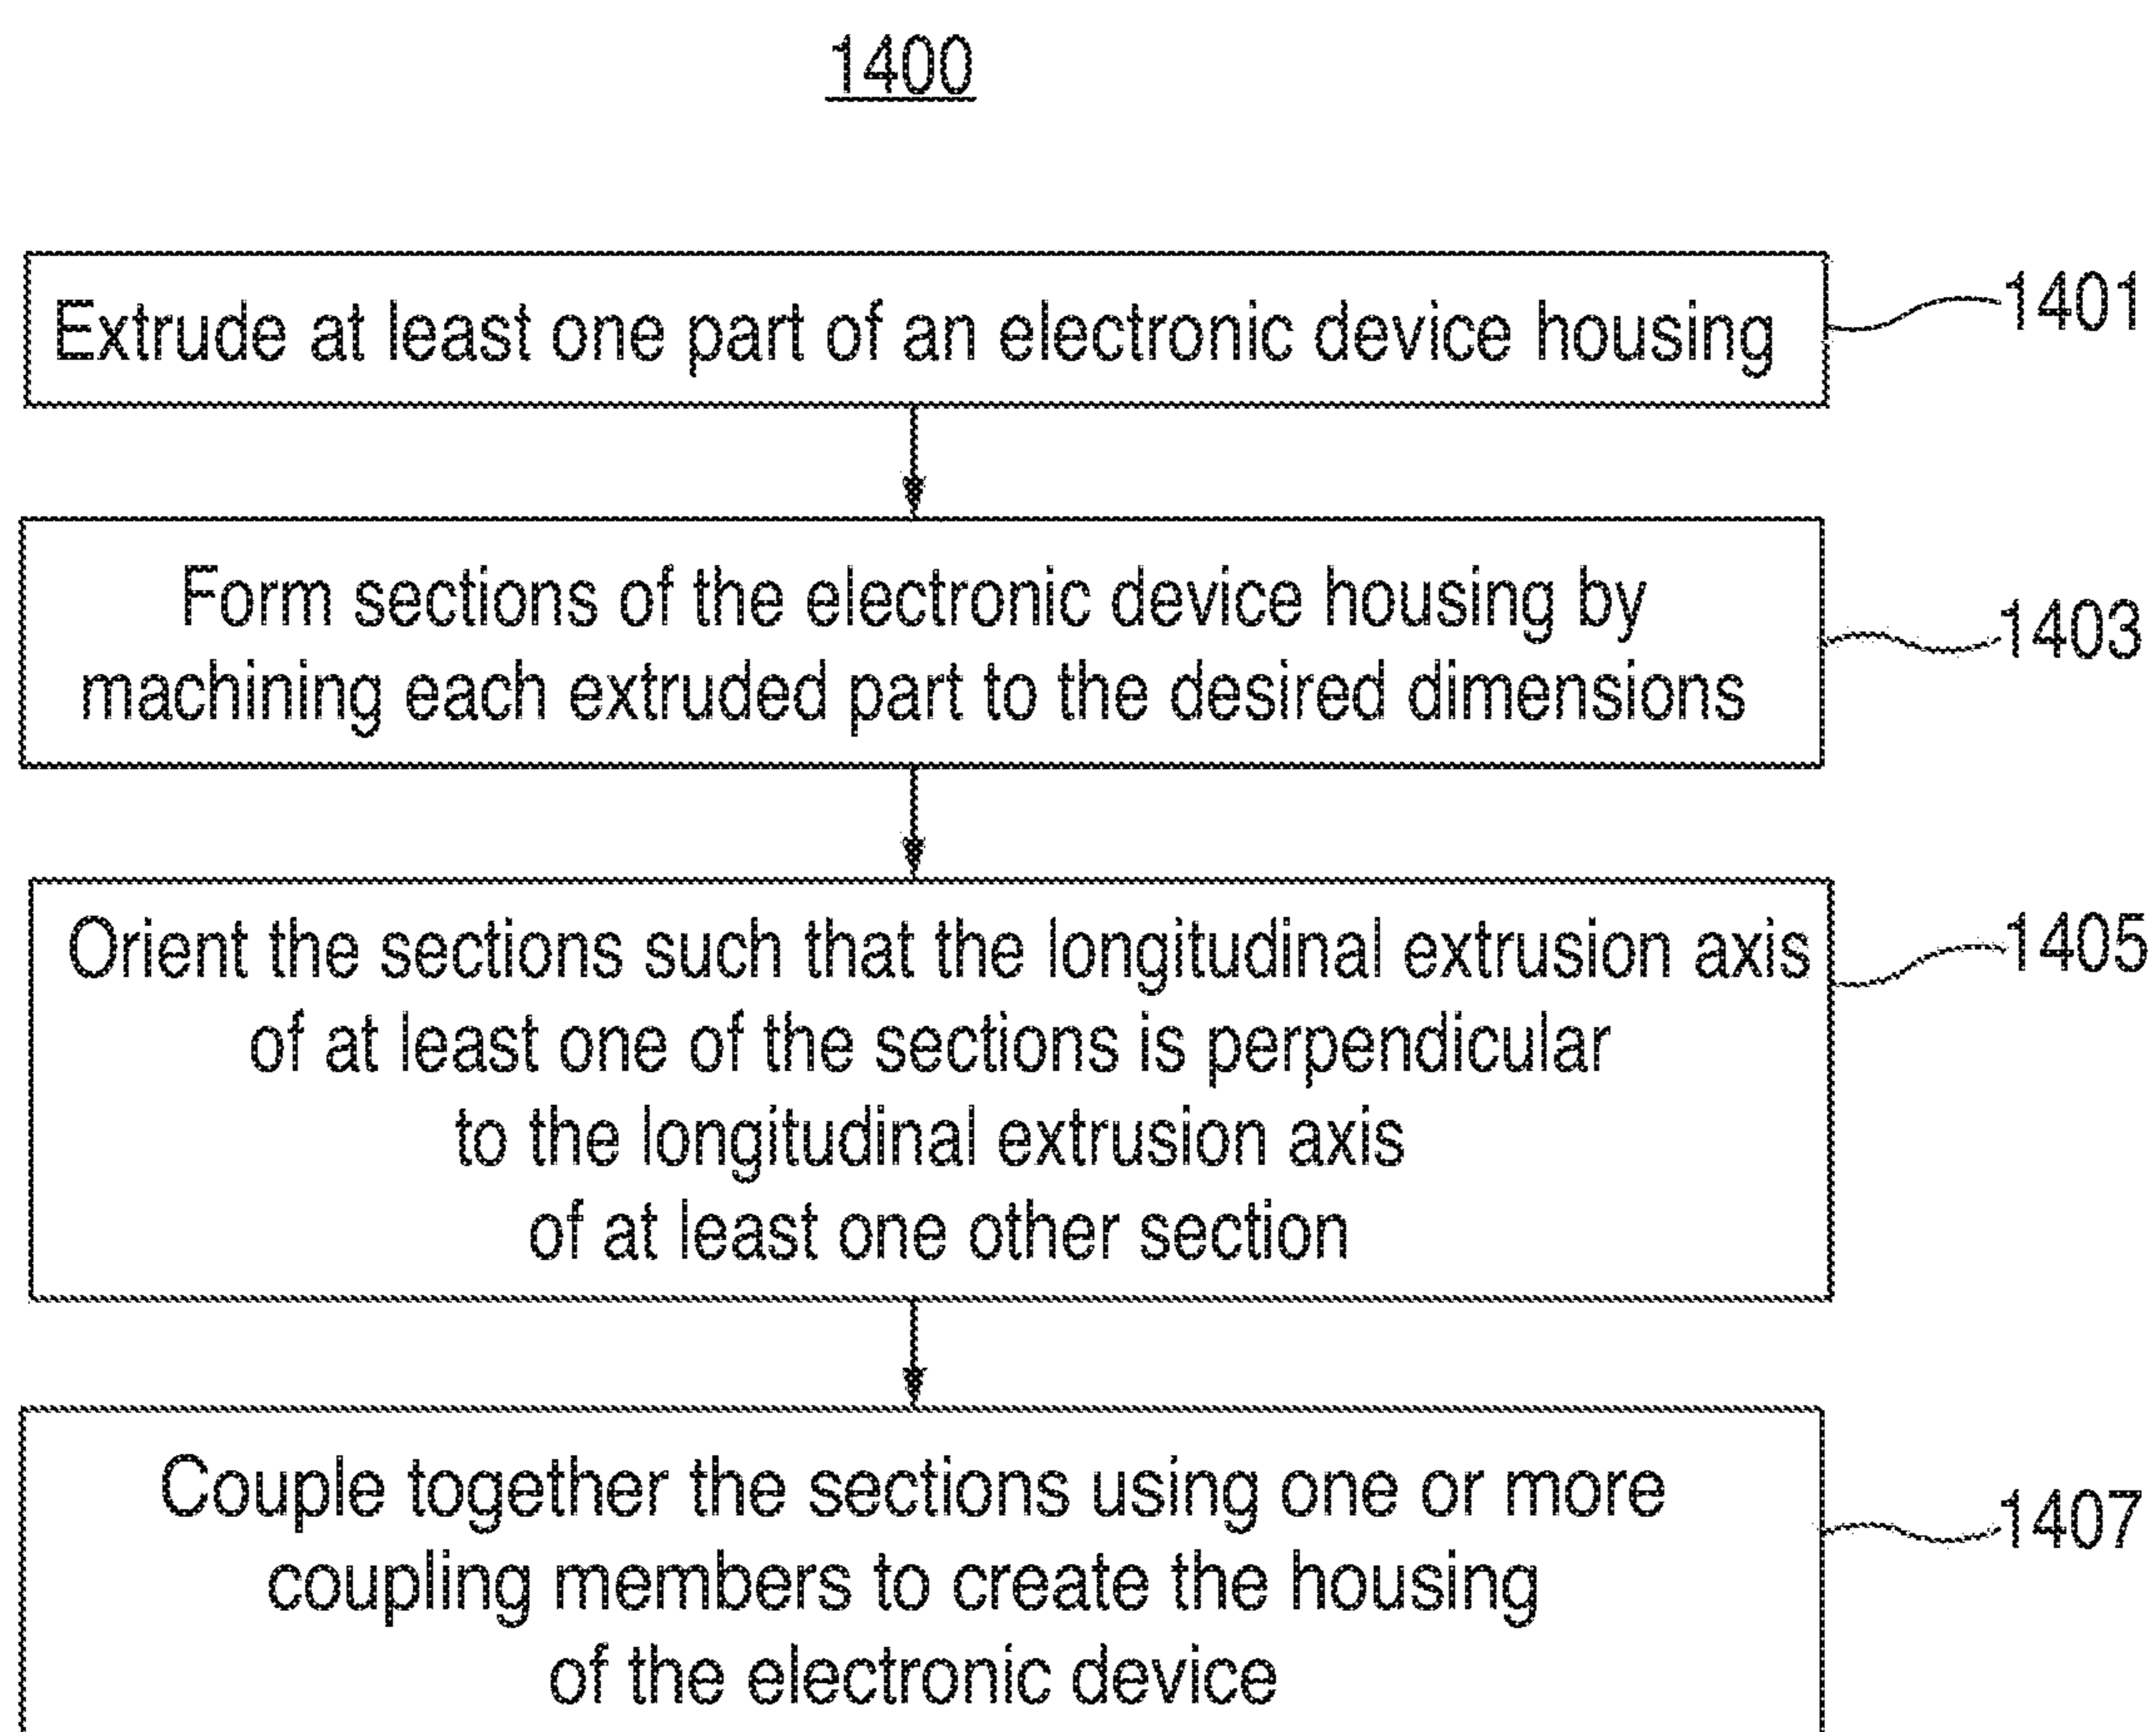 1400
Extrude at least one part of an electronic device housing
1401
Form sections of the electronic device housing by
machining each extruded part to the desired dimensions
1403
Orient the sections such that the longitudinal extrusion axis
of at least one of the sections is perpendicular
to the longitudinal extrusion axis
of at least one other section
1405
Couple together the sections using one or more
coupling members to create the housing
of the electronic device
1407